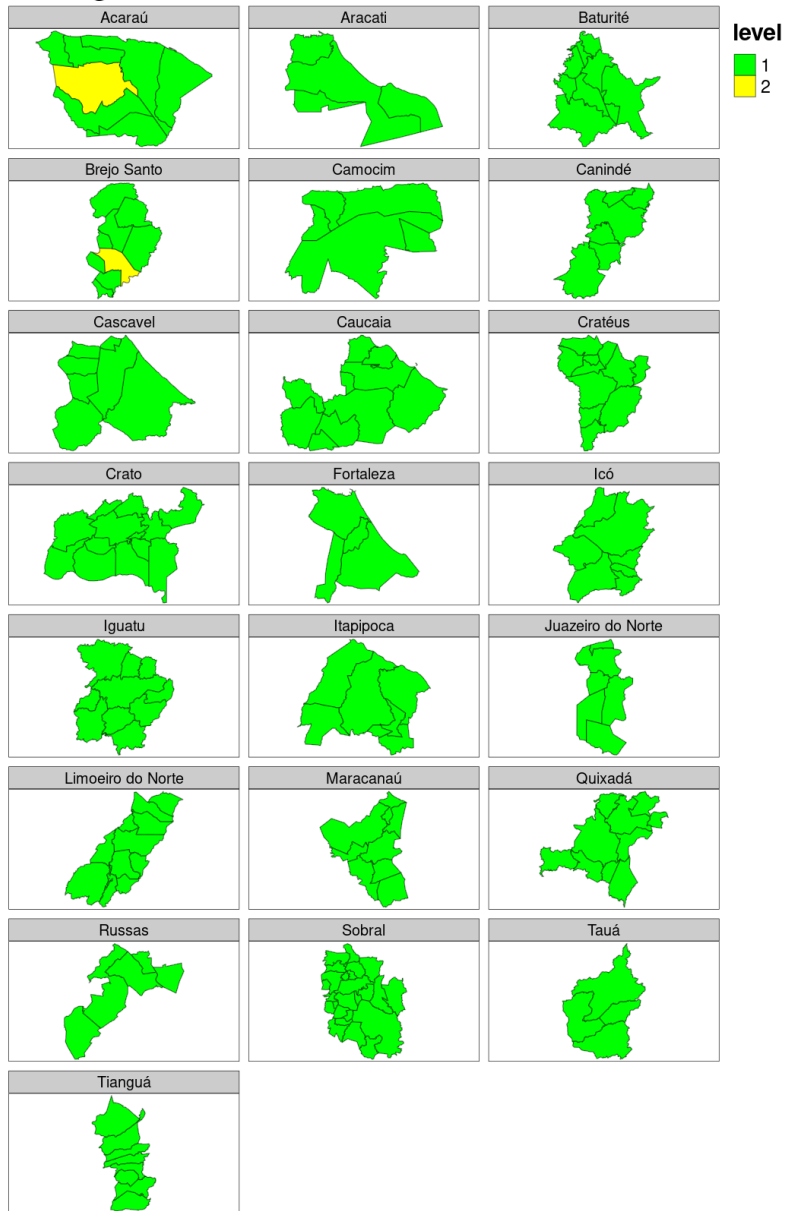 Acaraú
Aracati
Baturité
level
1
2
Brejo Santo
Camocim
Canindé
Cascavel
Caucaia
Cratéus
Crato
Fortaleza
Icó
Iguatu
Itapipoca
Juazeiro do Norte
Limoeiro do Norte
Maracanaú
Quixadá
Russas
Sobral
Tauá
Tianguá